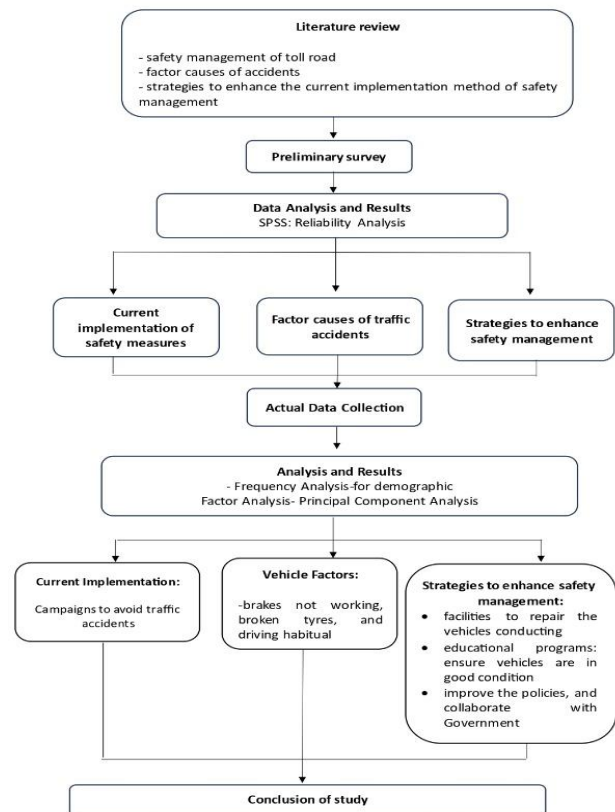 Literature review
- safety management of toll road
- factor causes of accidents
- strategies to enhance the current implementation method of safety
management
Preliminary survey
Data Analysis and Results
SPSS: Reliability Analysis
Current
implementation of
safety measures
Factor causes of traffic
accidents
Strategies to enhance
safety management
Actual Data Collection
Analysis and Results
- Frequency Analysis-for demographic
Factor Analysis- Principal Component Analysis
Current Implementation:
Campaigns to avoid traffic
accidents
Vehicle Factors:
-brakes not working,
broken tyres, and
driving habitual
Strategies to enhance safety
management:
• facilities to repair the
vehicles conducting
• educational programs:
ensure vehicles are in
good condition
• improve the policies, and
collaborate with
Government
Conclusion of study